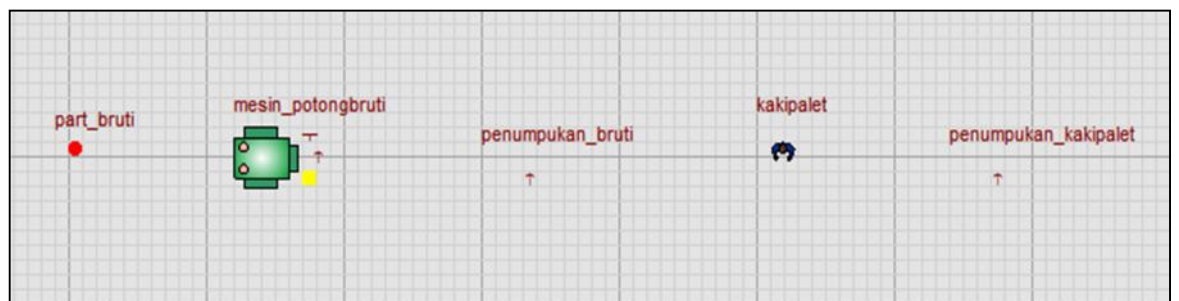 part_bruti
mesin_potongbruti
penumpukan_bruti
kakipalet
penumpukan_kakipalet